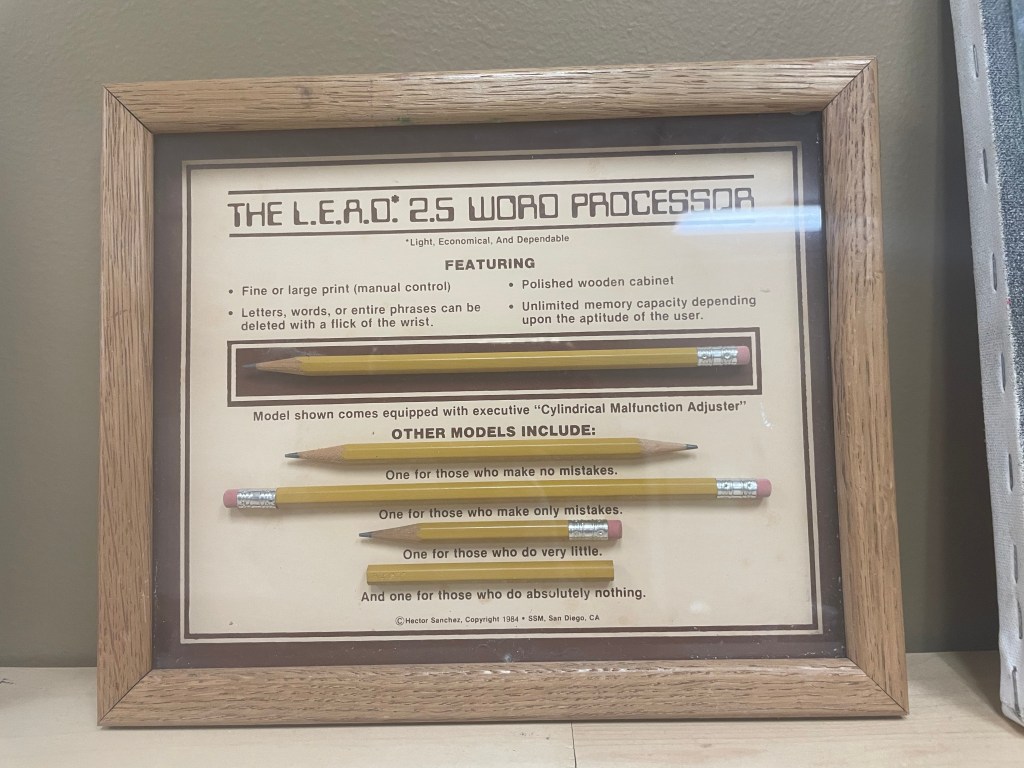 THE L.E.A.D.* 2.5 WORD PROCESSOR
*Light, Economical, And Dependable
FEATURING
• Fine or large print (manual control)
• Letters, words, or entire phrases can be
deleted with a flick of the wrist.
• Polished wooden cabinet
• Unlimited memory capacity depending
upon the aptitude of the user.
Model shown comes equipped with executive "Cylindrical Malfunction Adjuster"
OTHER MODELS INCLUDE:
One for those who make no mistakes.
One for those who make only mistakes.
One for those who do very little.
And one for those who do absolutely nothing.
©Hector Sanchez, Copyright 1984 • SSM, San Diego, CA